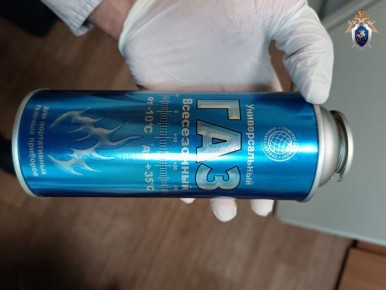 Универсальный
ГАЗ
Всесезонный
от -10°С До +35°С
Для портативных
газовых приборов